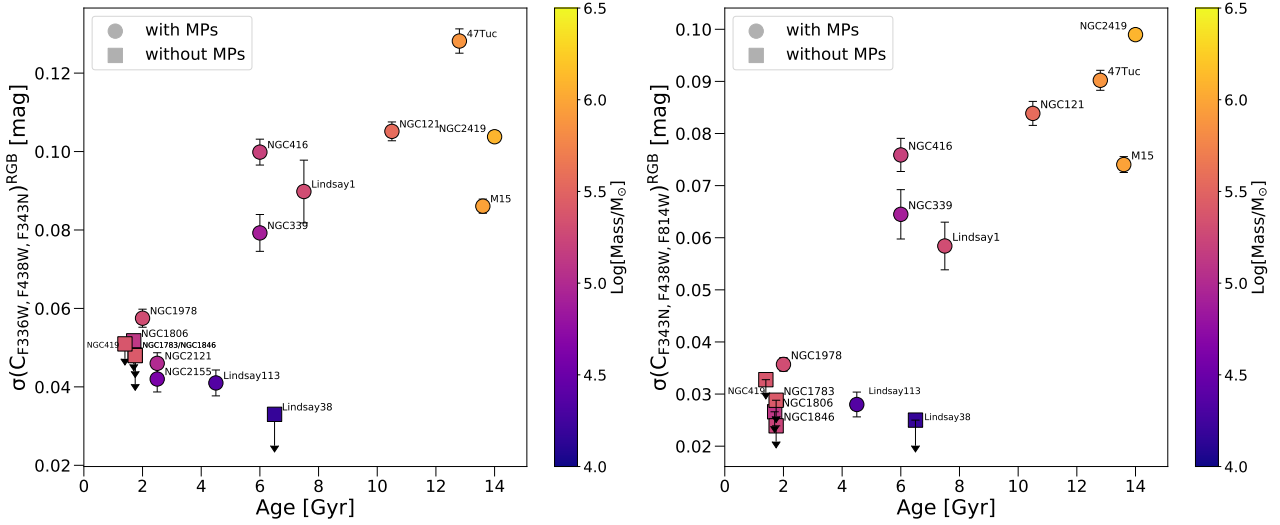 with MPs
without MPs
47Tuc
NGC121
NGC2419
NGC416
Lindsay1
M15
NGC339
NGC1978
NGC1806
NGC419
NGC1783/NGC1846
NGC2121
NGC2155
Lindsay113
Lindsay38
0.12
0.10
0.08
0.06
0.04
0.02
σ(C_F336W, F438W, F343N)^RGB [mag]
0 2 4 6 8 10 12 14
Age [Gyr]
6.5
6.0
5.5
5.0
4.5
4.0
Log[Mass/M☉]
with MPs
without MPs
NGC2419
47Tuc
NGC121
NGC416
M15
NGC339
Lindsay1
NGC1978
NGC419
NGC1783
NGC1806
NGC1846
Lindsay113
Lindsay38
0.10
0.09
0.08
0.07
0.06
0.05
0.04
0.03
0.02
σ(C_F343N, F438W, F814W)^RGB [mag]
0 2 4 6 8 10 12 14
Age [Gyr]
6.5
6.0
5.5
5.0
4.5
4.0
Log[Mass/M☉]